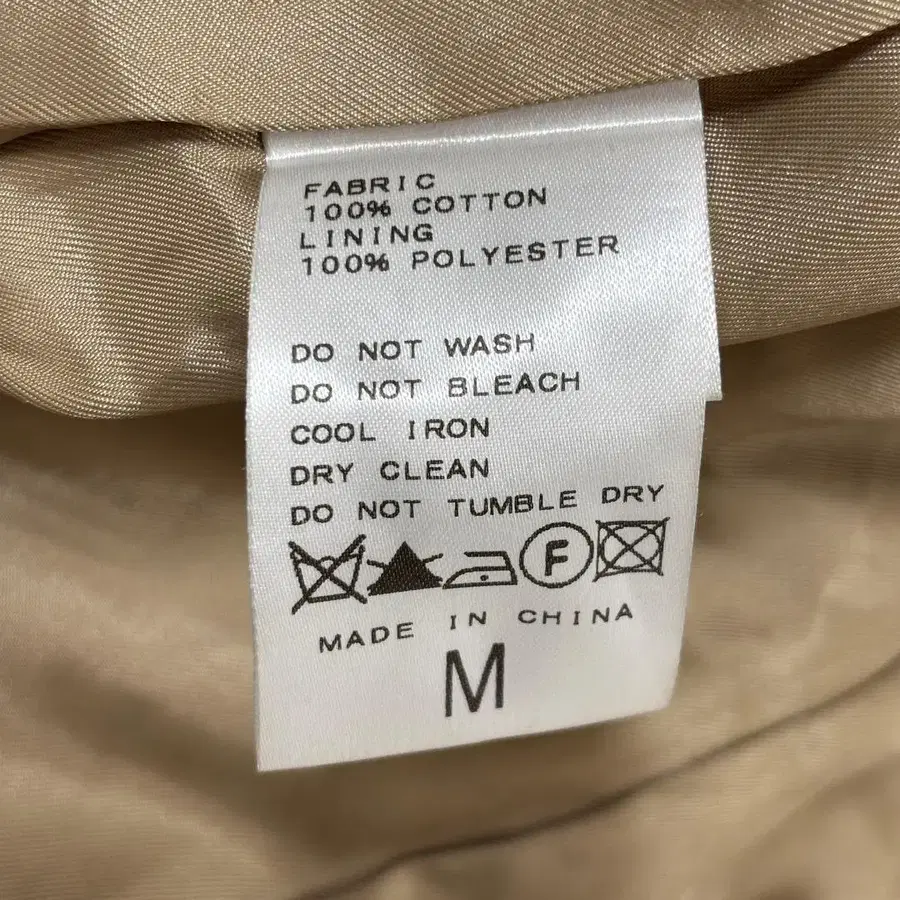 FABRIC
100% COTTON
LINING
100% POLYESTER
DO NOT WASH
DO NOT BLEACH
COOL IRON
DRY CLEAN
DO NOT TUMBLE DRY
F
MADE IN CHINA
M